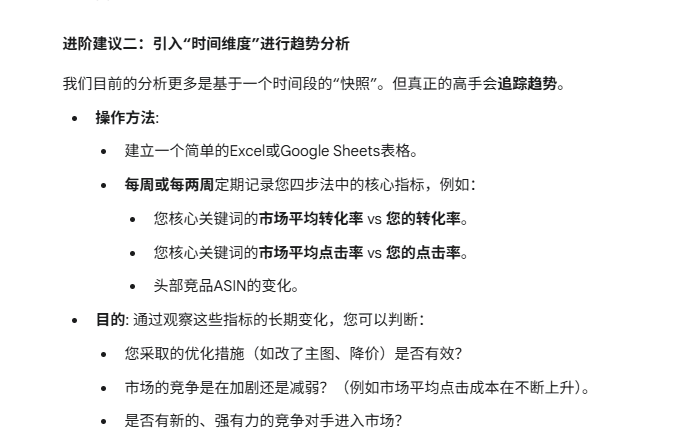 进阶建议二：引入“时间维度”进行趋势分析
我们目前的分析更多是基于一个时间段的“快照”。但真正的高手会追踪趋势。
• 操作方法:
• 建立一个简单的Excel或Google Sheets表格。
• 每周或每两周定期记录您四步法中的核心指标，例如：
• 您核心关键词的市场平均转化率 vs 您的转化率。
• 您核心关键词的市场平均点击率 vs 您的点击率。
• 头部竞品ASIN的变化。
• 目的: 通过观察这些指标的长期变化，您可以判断：
• 您采取的优化措施（如改了主图、降价）是否有效？
• 市场的竞争是在加剧还是减弱？（例如市场平均点击成本在不断上升）。
• 是否有新的、强有力的竞争对手进入市场？